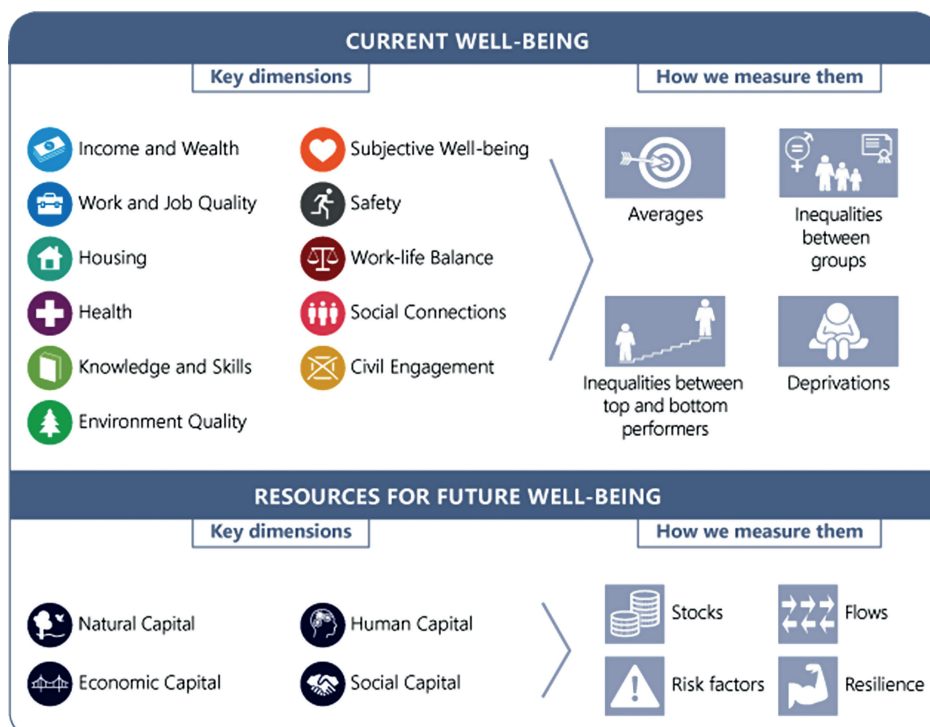 CURRENT WELL-BEING
Key dimensions
How we measure them
Income and Wealth
Work and Job Quality
Housing
Health
Knowledge and Skills
Environment Quality
Subjective Well-being
Safety
Work-life Balance
Social Connections
Civil Engagement
Averages
Inequalities
between
groups
Inequalities between
top and bottom
performers
Deprivations
RESOURCES FOR FUTURE WELL-BEING
Key dimensions
How we measure them
Natural Capital
Economic Capital
Human Capital
Social Capital
Stocks
Flows
Risk factors
Resilience